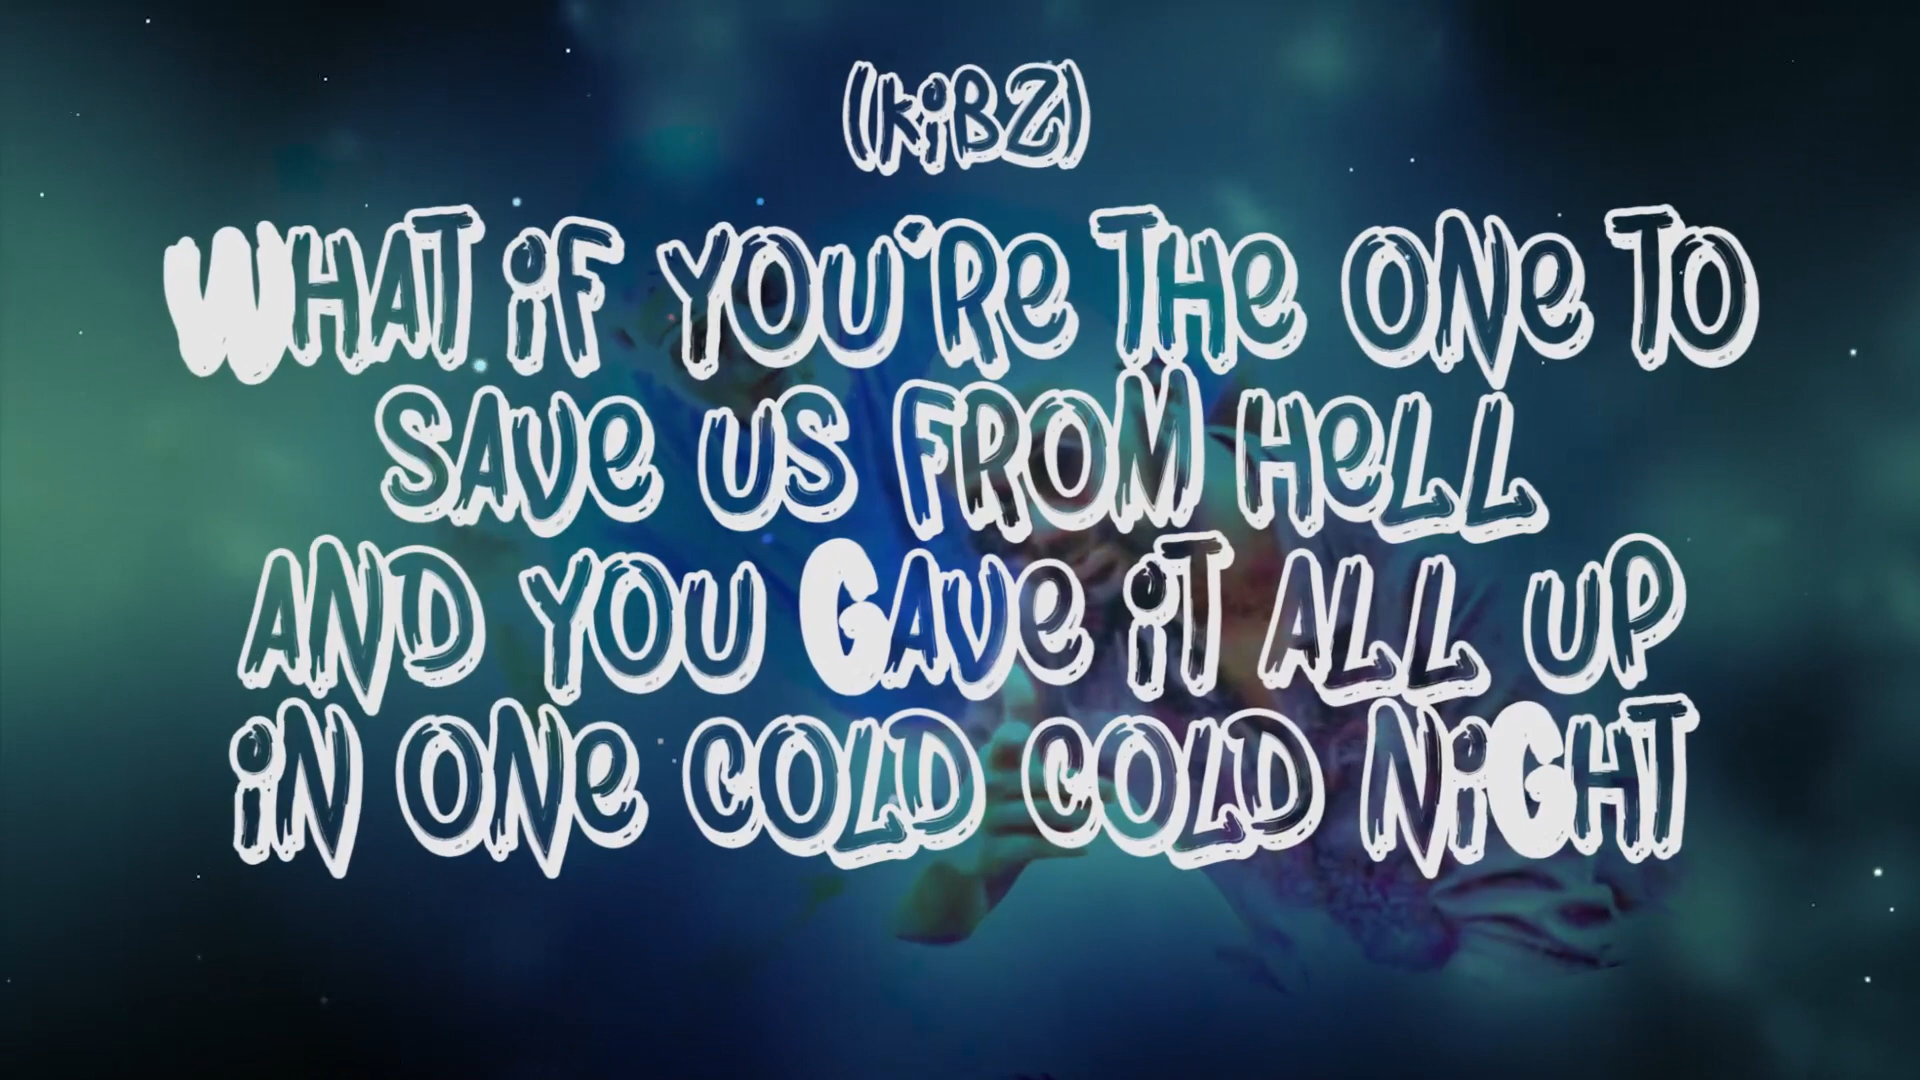 (KiBZ)
WHAT iF YOU'Re THe ONe TO
SAVe US FROM HeLL
AND YOU GAVe iT ALL UP
iN ONe COLD COLD NiGHT